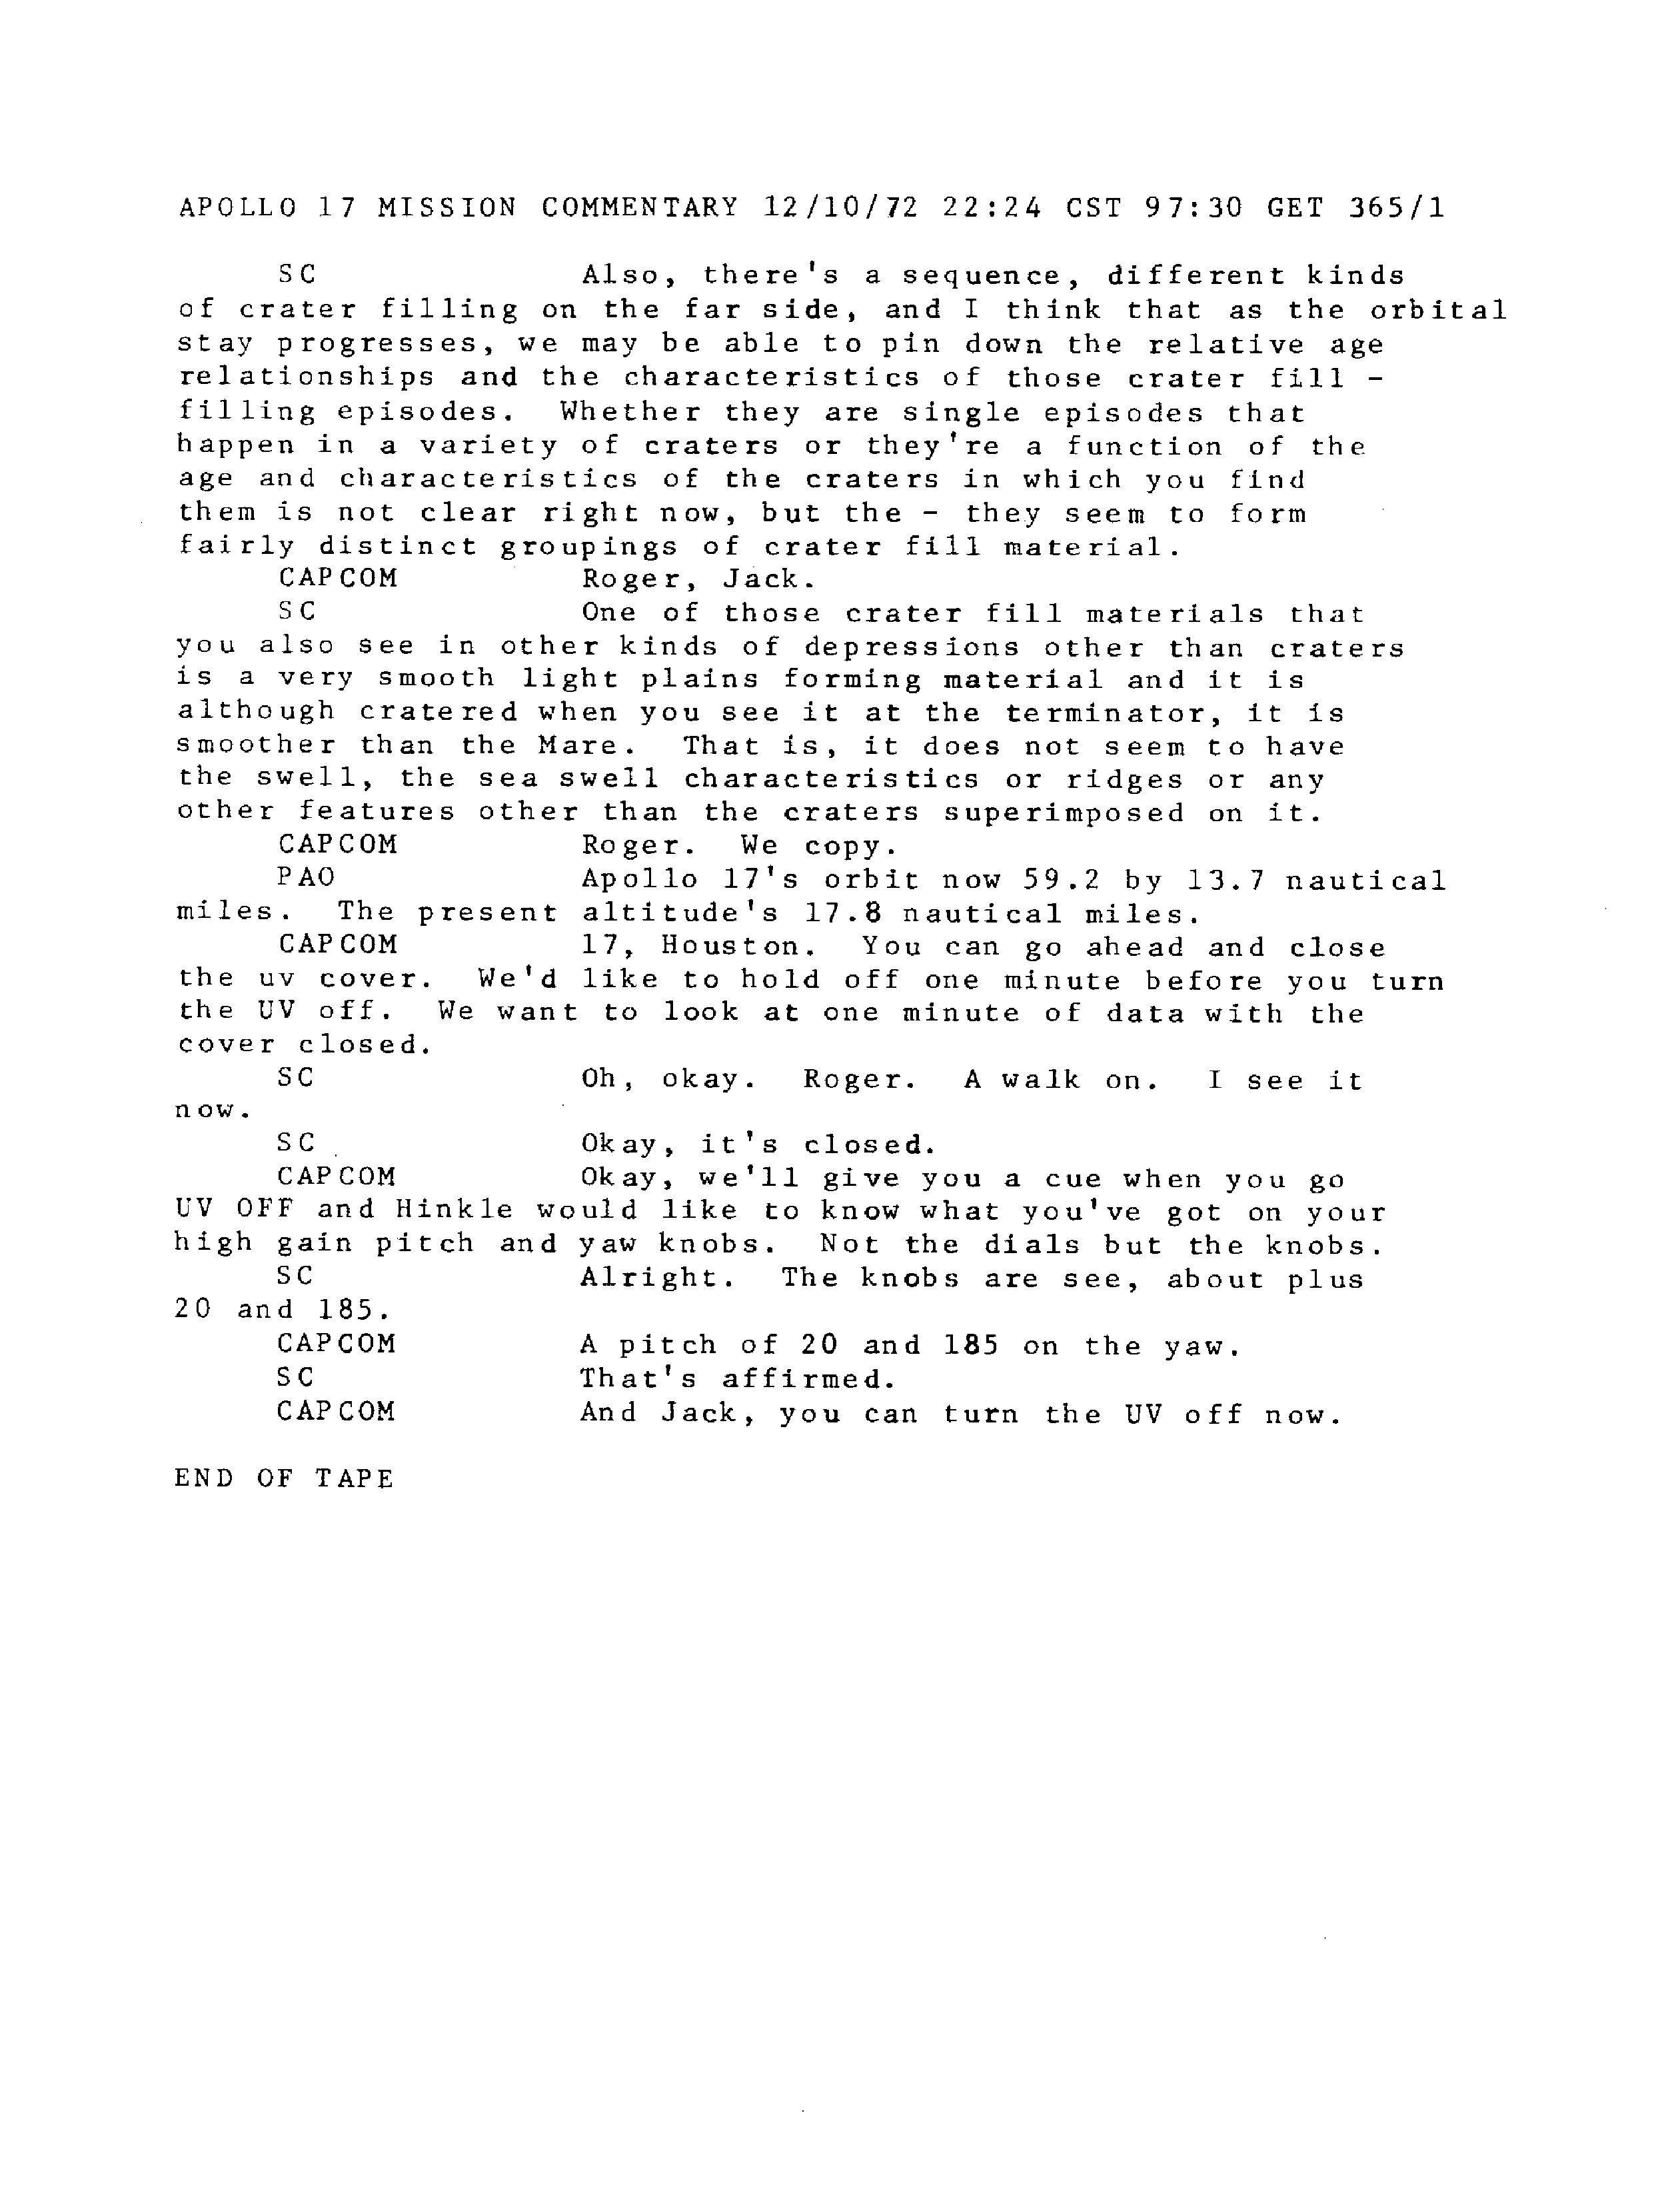 APOLLO 17 MISSION COMMENTARY 12/10/72 22:24 CST 97:30 GET 365/1
SC Also, there's a sequence, different kinds
of crater filling on the far side, and I think that as the orbital
stay progresses, we may be able to pin down the relative age
relationships and the characteristics of those crater fill -
filling episodes. Whether they are single episodes that
happen in a variety of craters or they're a function of the
age and characteristics of the craters in which you find
them is not clear right now, but the - they seem to form
fairly distinct groupings of crater fill material.
CAPCOM Roger, Jack.
SC One of those crater fill materials that
you also see in other kinds of depressions other than craters
is a very smooth light plains forming material and it is
although cratered when you see it at the terminator, it is
smoother than the Mare. That is, it does not seem to have
the swell, the sea swell characteristics or ridges or any
other features other than the craters superimposed on it.
CAPCOM Roger. We copy.
PAO Apollo 17's orbit now 59.2 by 13.7 nautical
miles. The present altitude's 17.8 nautical miles.
CAPCOM 17, Houston. You can go ahead and close
the uv cover. We'd like to hold off one minute before you turn
the UV off. We want to look at one minute of data with the
cover closed.
SC Oh, okay. Roger. A walk on. I see it
now.
SC Okay, it's closed.
CAPCOM Okay, we'll give you a cue when you go
UV OFF and Hinkle would like to know what you've got on your
high gain pitch and yaw knobs. Not the dials but the knobs.
SC Alright. The knobs are see, about plus
20 and 185.
CAPCOM A pitch of 20 and 185 on the yaw.
SC That's affirmed.
CAPCOM And Jack, you can turn the UV off now.
END OF TAPE